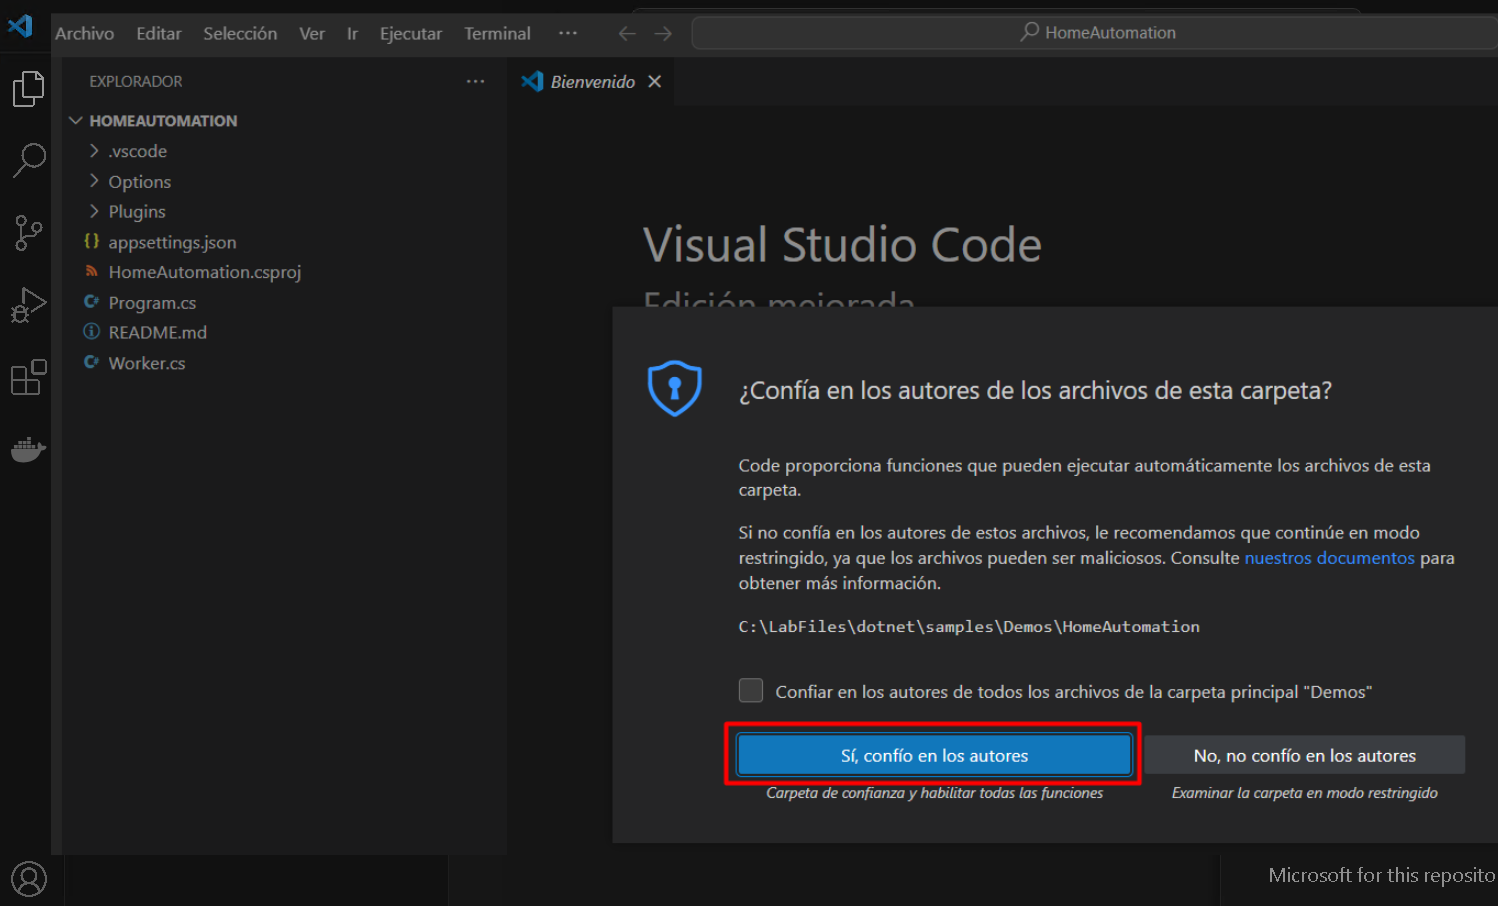 Archivo Editar Selección Ver Ir Ejecutar Terminal ··· HomeAutomation
EXPLORADOR ···
Bienvenido
HOMEAUTOMATION
.vscode
Options
Plugins
{} appsettings.json
HomeAutomation.csproj
C# Program.cs
README.md
C# Worker.cs
Visual Studio Code
Edición mejorada
¿Confía en los autores de los archivos de esta carpeta?
Code proporciona funciones que pueden ejecutar automáticamente los archivos de esta
carpeta.
Si no confía en los autores de estos archivos, le recomendamos que continúe en modo
restringido, ya que los archivos pueden ser maliciosos. Consulte nuestros documentos para
obtener más información.
C:\LabFiles\dotnet\samples\Demos\HomeAutomation
Confiar en los autores de todos los archivos de la carpeta principal "Demos"
Sí, confío en los autores
No, no confío en los autores
Carpeta de confianza y habilitar todas las funciones
Examinar la carpeta en modo restringido
Microsoft for this reposito